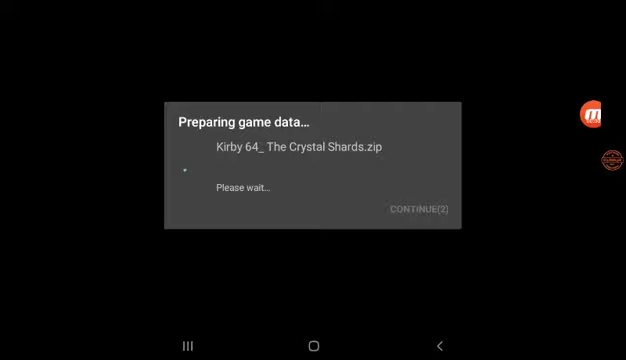 Preparing game data...
Kirby 64_ The Crystal Shards.zip
Please wait...
CONTINUE(2)